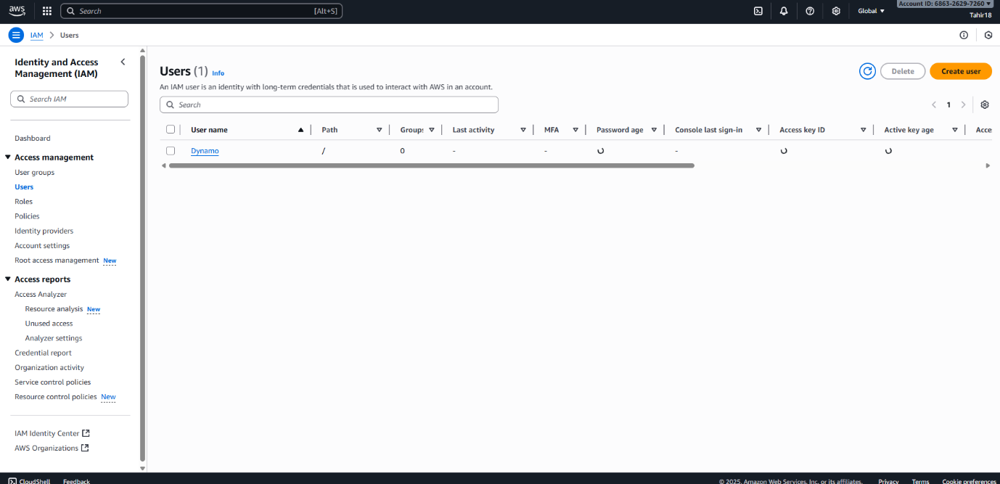 aws
Search [Alt+S]
Global
Account ID: 6863-2629-7260
Tahir18
IAM > Users
Identity and Access Management (IAM)
Search IAM
Dashboard
Access management
User groups
Users
Roles
Policies
Identity providers
Account settings
Root access management New
Access reports
Access Analyzer
Resource analysis New
Unused access
Analyzer settings
Credential report
Organization activity
Service control policies
Resource control policies New
IAM Identity Center
AWS Organizations
Users (1) Info
Delete
Create user
An IAM user is an identity with long-term credentials that is used to interact with AWS in an account.
Search
1
User name Path Groups Last activity MFA Password age Console last sign-in Access key ID Active key age Acce
Dynamo / 0 - - -
CloudShell Feedback
© 2025, Amazon Web Services, Inc. or its affiliates. Privacy Terms Cookie preferences